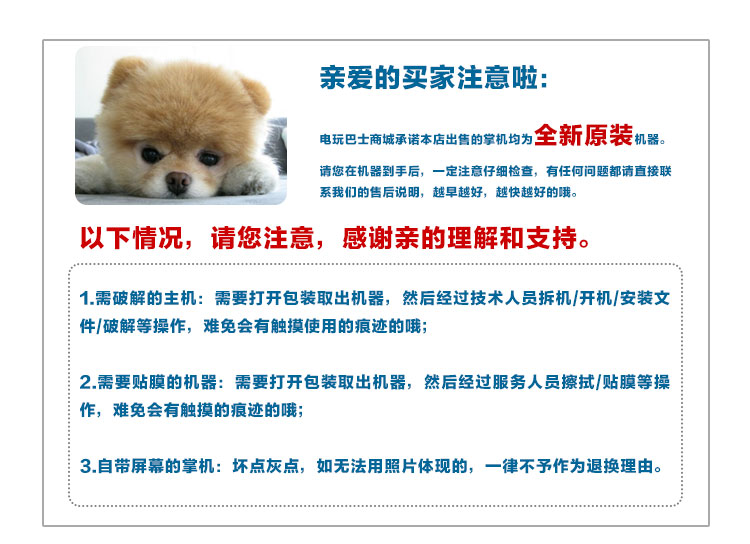 亲爱的买家注意啦：
电玩巴士商城承诺本店出售的掌机均为全新原装机器。
请您在机器到手后，一定注意仔细检查，有任何问题都请直接联
系我们的售后说明，越早越好，越快越好的哦。
以下情况，请您注意，感谢亲的理解和支持。
1.需破解的主机：需要打开包装取出机器，然后经过技术人员拆机/开机/安装文
件/破解等操作，难免会有触摸使用的痕迹的哦；
2.需要贴膜的机器：需要打开包装取出机器，然后经过服务人员擦拭/贴膜等操
作，难免会有触摸的痕迹的哦；
3.自带屏幕的掌机：坏点灰点，如无法用照片体现的，一律不予作为退换理由。